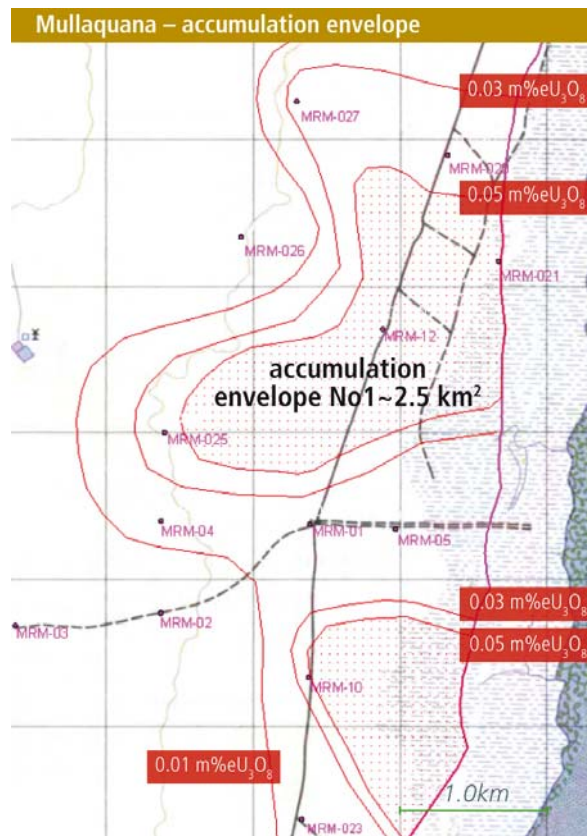 Mullaquana – accumulation envelope
0.03 m%eU₃O₈
MRM-027
MRM-020
0.05 m%eU₃O₈
MRM-026
MRM-021
MRM-12
accumulation
envelope No1~2.5 km²
MRM-025
MRM-04
MRM-01
MRM-05
0.03 m%eU₃O₈
MRM-03
MRM-02
0.05 m%eU₃O₈
MRM-10
0.01 m%eU₃O₈
1.0km
MRM-023